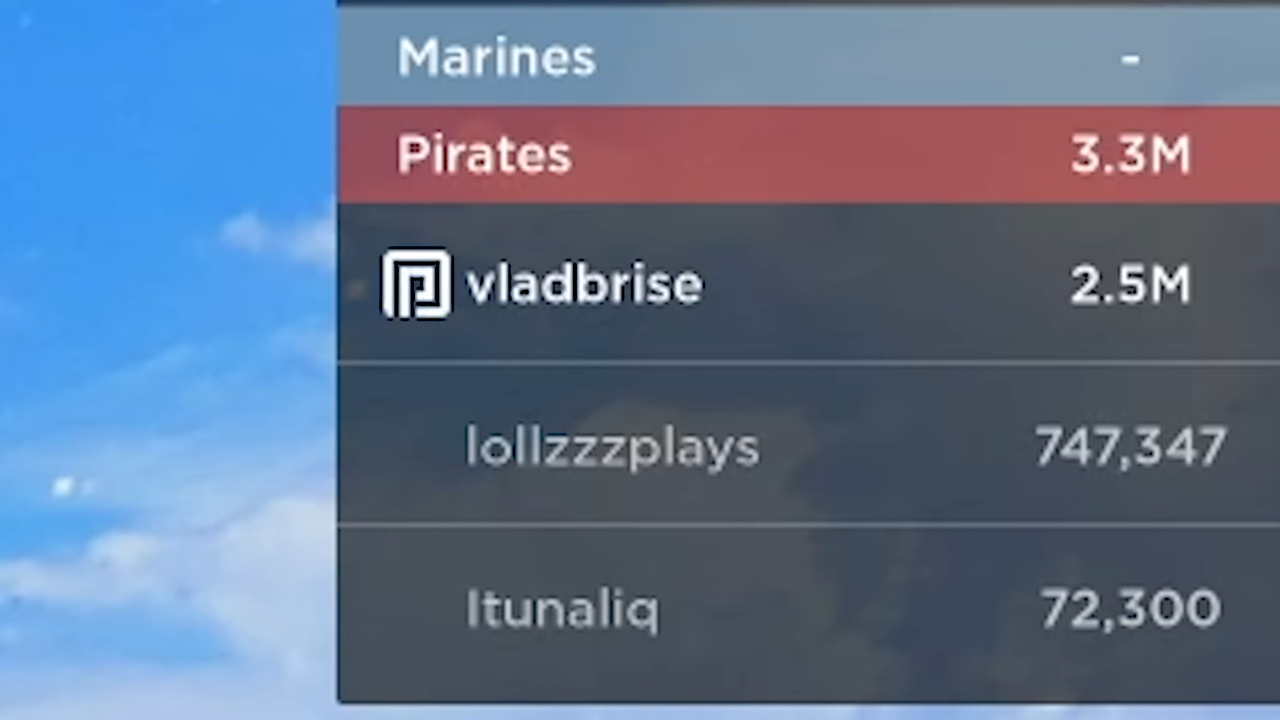 Marines -
Pirates 3.3M
vladbrise 2.5M
lollzzzplays 747,347
Itunaliq 72,300